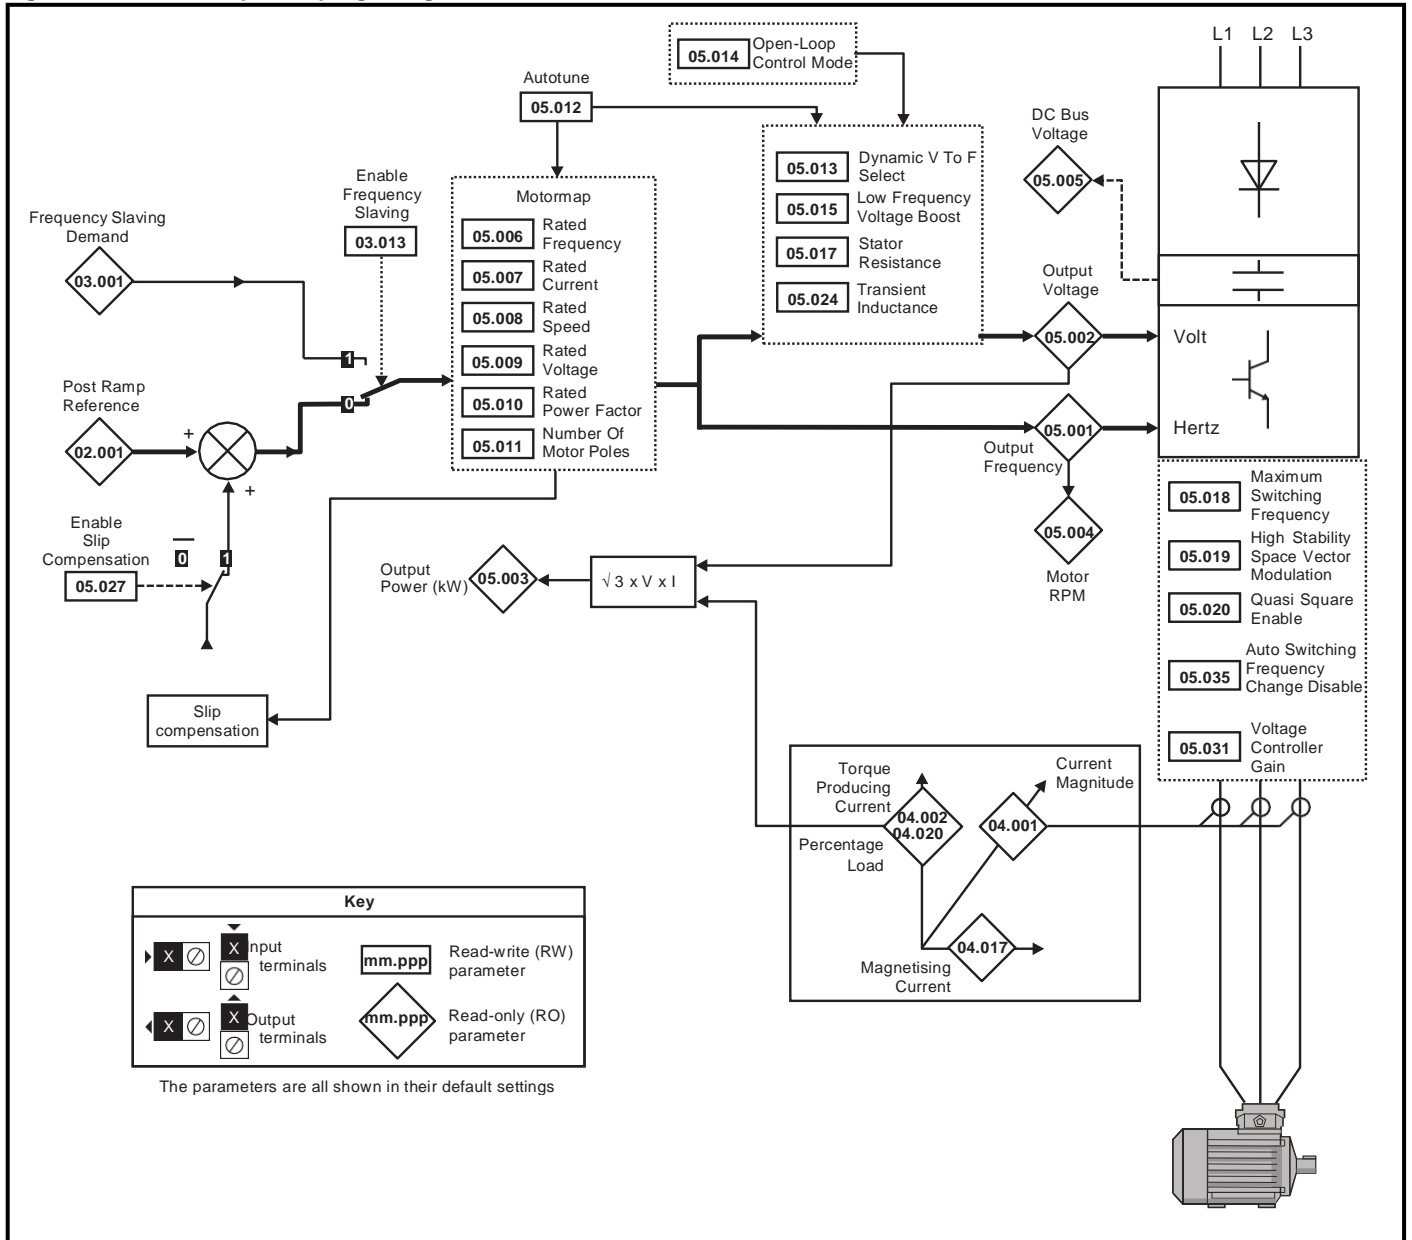 L1 L2 L3
05.014
Open-Loop
Control Mode
Autotune
05.012
DC Bus
Voltage
05.005
05.013
Dynamic V To F
Select
05.015
Low Frequency
Voltage Boost
05.017
Stator
Resistance
05.024
Transient
Inductance
Enable
Frequency
Slaving
03.013
Motormap
05.006
Rated
Frequency
05.007
Rated
Current
05.008
Rated
Speed
05.009
Rated
Voltage
05.010
Rated
Power Factor
05.011
Number Of
Motor Poles
Frequency Slaving
Demand
03.001
1
0
Post Ramp
Reference
02.001
+
+
Output
Voltage
05.002
Volt
05.001
Hertz
Output
Frequency
05.004
Motor
RPM
Enable
Slip
Compensation
05.027
0
1
Output
Power (kW)
05.003
√ 3 x V x I
Slip
compensation
05.018
Maximum
Switching
Frequency
05.019
High Stability
Space Vector
Modulation
05.020
Quasi Square
Enable
05.035
Auto Switching
Frequency
Change Disable
05.031
Voltage
Controller
Gain
Torque
Producing
Current
04.002
04.020
Percentage
Load
Current
Magnitude
04.001
04.017
Magnetising
Current
Key
X
X
Input
terminals
mm.ppp
Read-write (RW)
parameter
X
X
Output
terminals
mm.ppp
Read-only (RO)
parameter
The parameters are all shown in their default settings